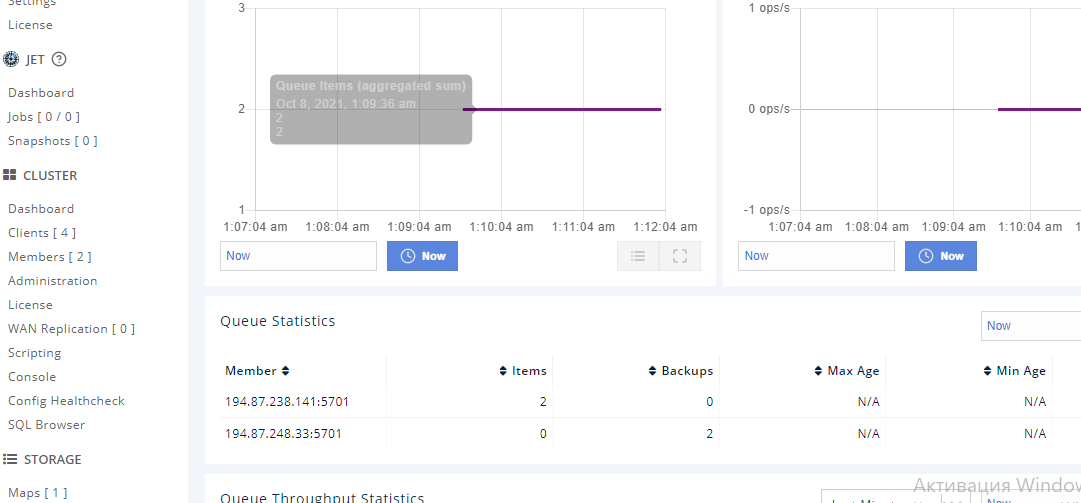 Settings
License
JET ?
Dashboard
Jobs [ 0 / 0 ]
Snapshots [ 0 ]
CLUSTER
Dashboard
Clients [ 4 ]
Members [ 2 ]
Administration
License
WAN Replication [ 0 ]
Scripting
Console
Config Healthcheck
SQL Browser
STORAGE
Maps [ 1 ]
3
2
1
Queue Items (aggregated sum)
Oct 8, 2021, 1:09:36 am
2
2
1:07:04 am 1:08:04 am 1:09:04 am 1:10:04 am 1:11:04 am 1:12:04 am
Now Now
1 ops/s
0 ops/s
-1 ops/s
1:07:04 am 1:08:04 am 1:09:04 am 1:10:04 am
Now Now
Queue Statistics Now
Member Items Backups Max Age Min Age
194.87.238.141:5701 2 0 N/A N/A
194.87.248.33:5701 0 2 N/A N/A
Queue Throughput Statistics Now
Активация Window